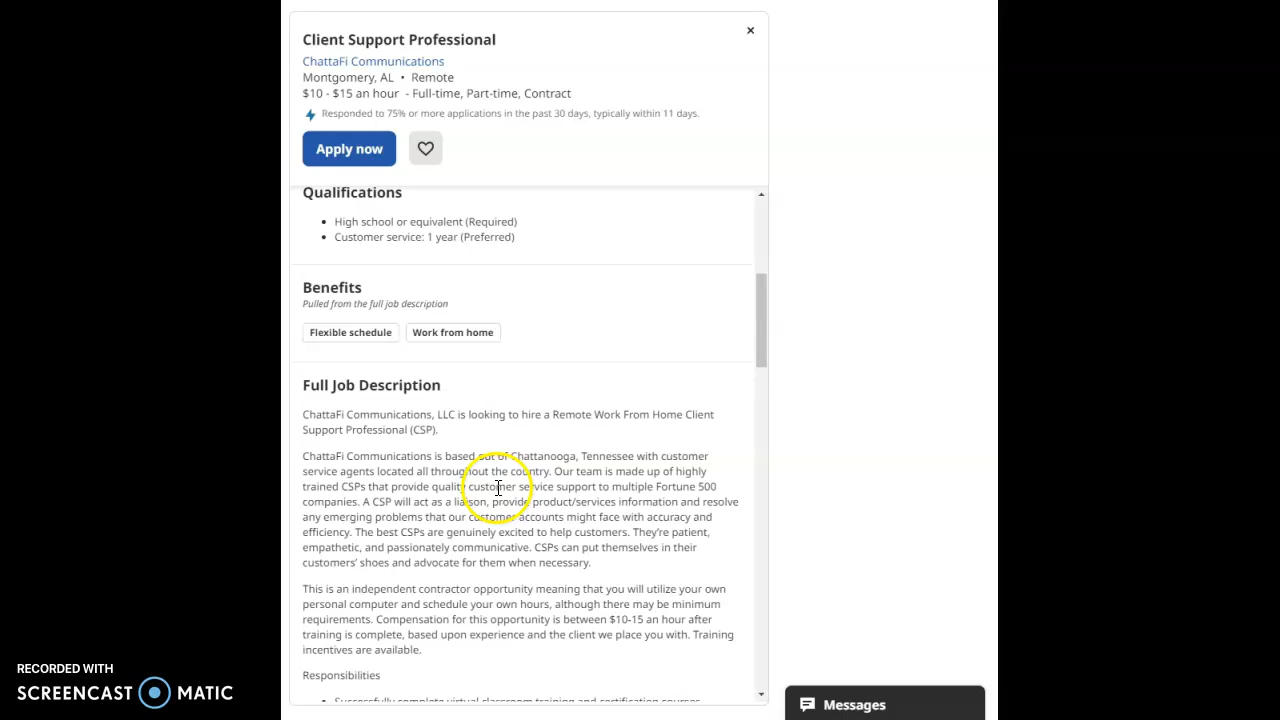 Client Support Professional
ChattaFi Communications
Montgomery, AL • Remote
$10 - $15 an hour - Full-time, Part-time, Contract
Responded to 75% or more applications in the past 30 days, typically within 11 days.
Apply now
Qualifications
• High school or equivalent (Required)
• Customer service: 1 year (Preferred)
Benefits
Pulled from the full job description
Flexible schedule Work from home
Full Job Description
ChattaFi Communications, LLC is looking to hire a Remote Work From Home Client
Support Professional (CSP).
ChattaFi Communications is based out of Chattanooga, Tennessee with customer
service agents located all throughout the country. Our team is made up of highly
trained CSPs that provide quality customer service support to multiple Fortune 500
companies. A CSP will act as a liaison, provide product/services information and resolve
any emerging problems that our customer accounts might face with accuracy and
efficiency. The best CSPs are genuinely excited to help customers. They're patient,
empathetic, and passionately communicative. CSPs can put themselves in their
customers' shoes and advocate for them when necessary.
This is an independent contractor opportunity meaning that you will utilize your own
personal computer and schedule your own hours, although there may be minimum
requirements. Compensation for this opportunity is between $10-15 an hour after
training is complete, based upon experience and the client we place you with. Training
incentives are available.
Responsibilities
• Successfully complete virtual classroom training and certification courses
RECORDED WITH
SCREENCAST MATIC
Messages